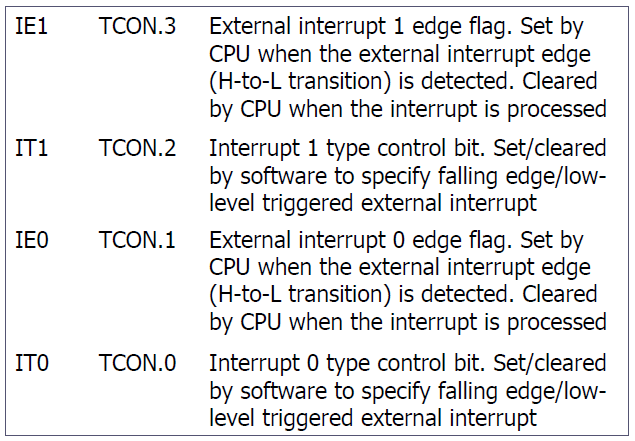 IE1 TCON.3 External interrupt 1 edge flag. Set by
CPU when the external interrupt edge
(H-to-L transition) is detected. Cleared
by CPU when the interrupt is processed
IT1 TCON.2 Interrupt 1 type control bit. Set/cleared
by software to specify falling edge/low-
level triggered external interrupt
IE0 TCON.1 External interrupt 0 edge flag. Set by
CPU when the external interrupt edge
(H-to-L transition) is detected. Cleared
by CPU when the interrupt is processed
IT0 TCON.0 Interrupt 0 type control bit. Set/cleared
by software to specify falling edge/low-
level triggered external interrupt